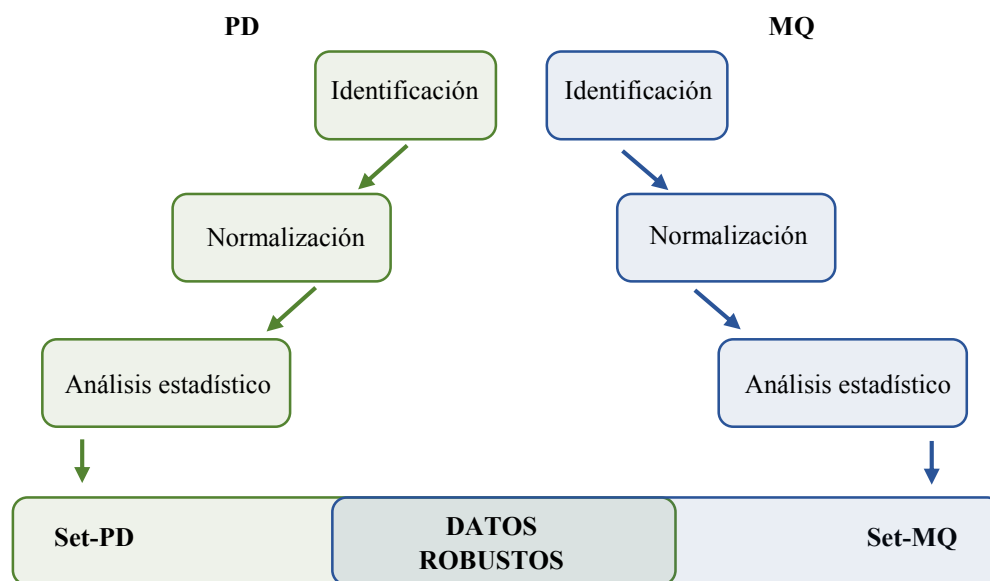 PD
MQ
Identificación
Identificación
Normalización
Normalización
Análisis estadístico
Análisis estadístico
Set-PD
DATOS
ROBUSTOS
Set-MQ